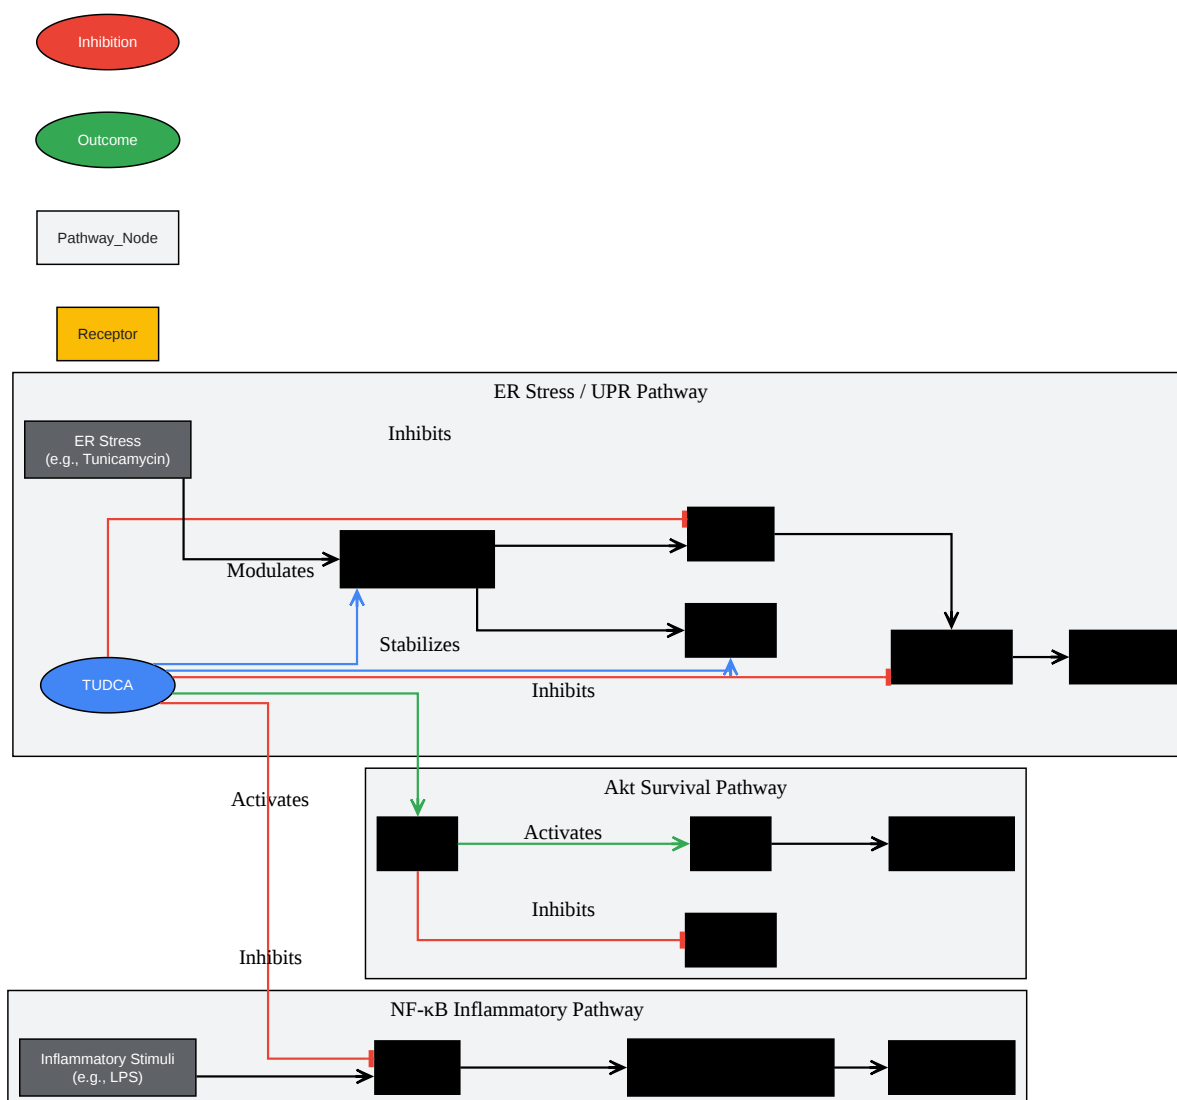 Inhibition
Outcome
Pathway_Node
Receptor
ER Stress / UPR Pathway
ER Stress
(e.g., Tunicamycin)
Inhibits
Modulates
Stabilizes
TUDCA
Inhibits
Akt Survival Pathway
Activates
Activates
Inhibits
Inhibits
NF-κB Inflammatory Pathway
Inflammatory Stimuli
(e.g., LPS)